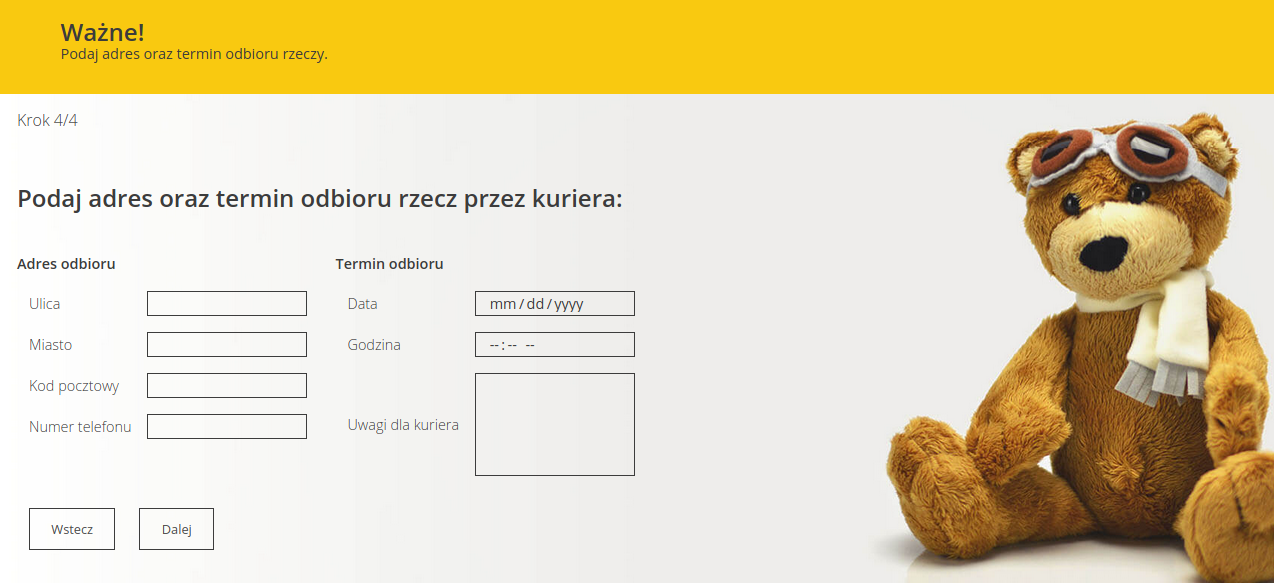 Ważne!
Podaj adres oraz termin odbioru rzeczy.
Krok 4/4
Podaj adres oraz termin odbioru rzecz przez kuriera:
Adres odbioru
Ulica
Miasto
Kod pocztowy
Numer telefonu
Termin odbioru
Data mm/dd/yyyy
Godzina --:-- --
Uwagi dla kuriera
Wstecz Dalej